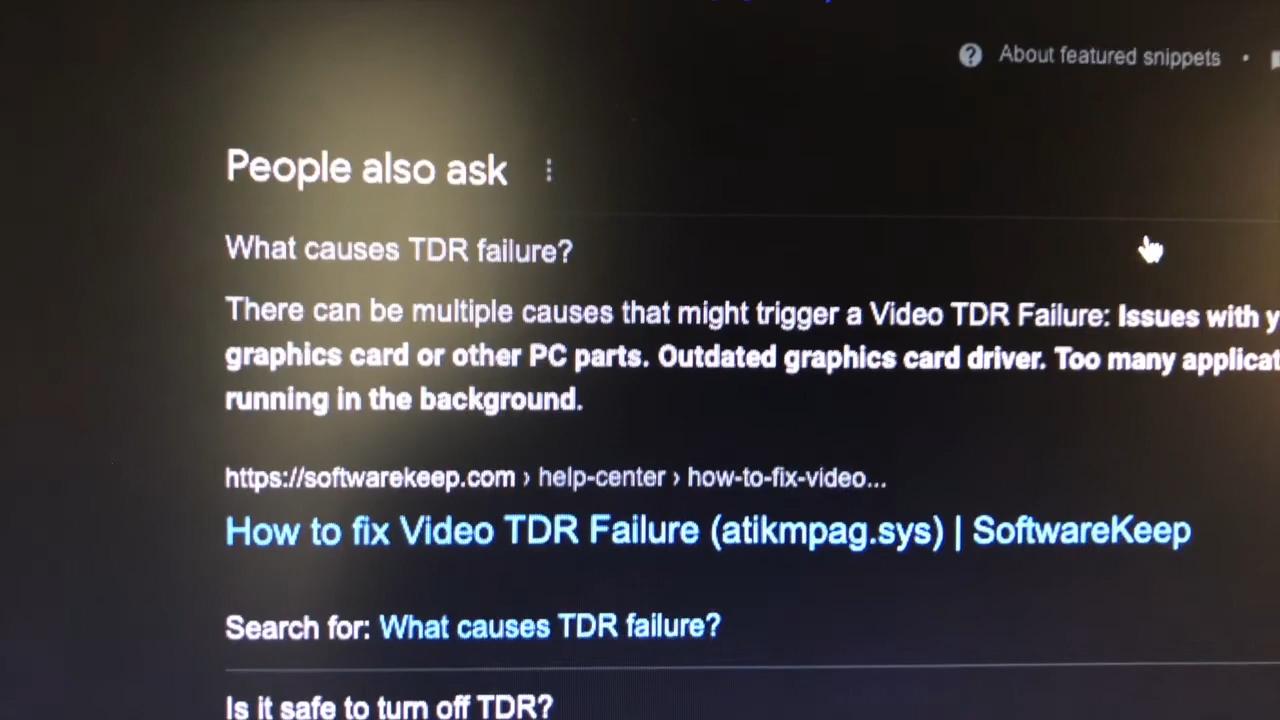 About featured snippets •
People also ask
What causes TDR failure?
There can be multiple causes that might trigger a Video TDR Failure: Issues with
graphics card or other PC parts. Outdated graphics card driver. Too many
running in the background.
https://softwarekeep.com › help-center › how-to-fix-video...
How to fix Video TDR Failure (atikmpag.sys) | SoftwareKeep
Search for: What causes TDR failure?
Is it safe to turn off TDR?